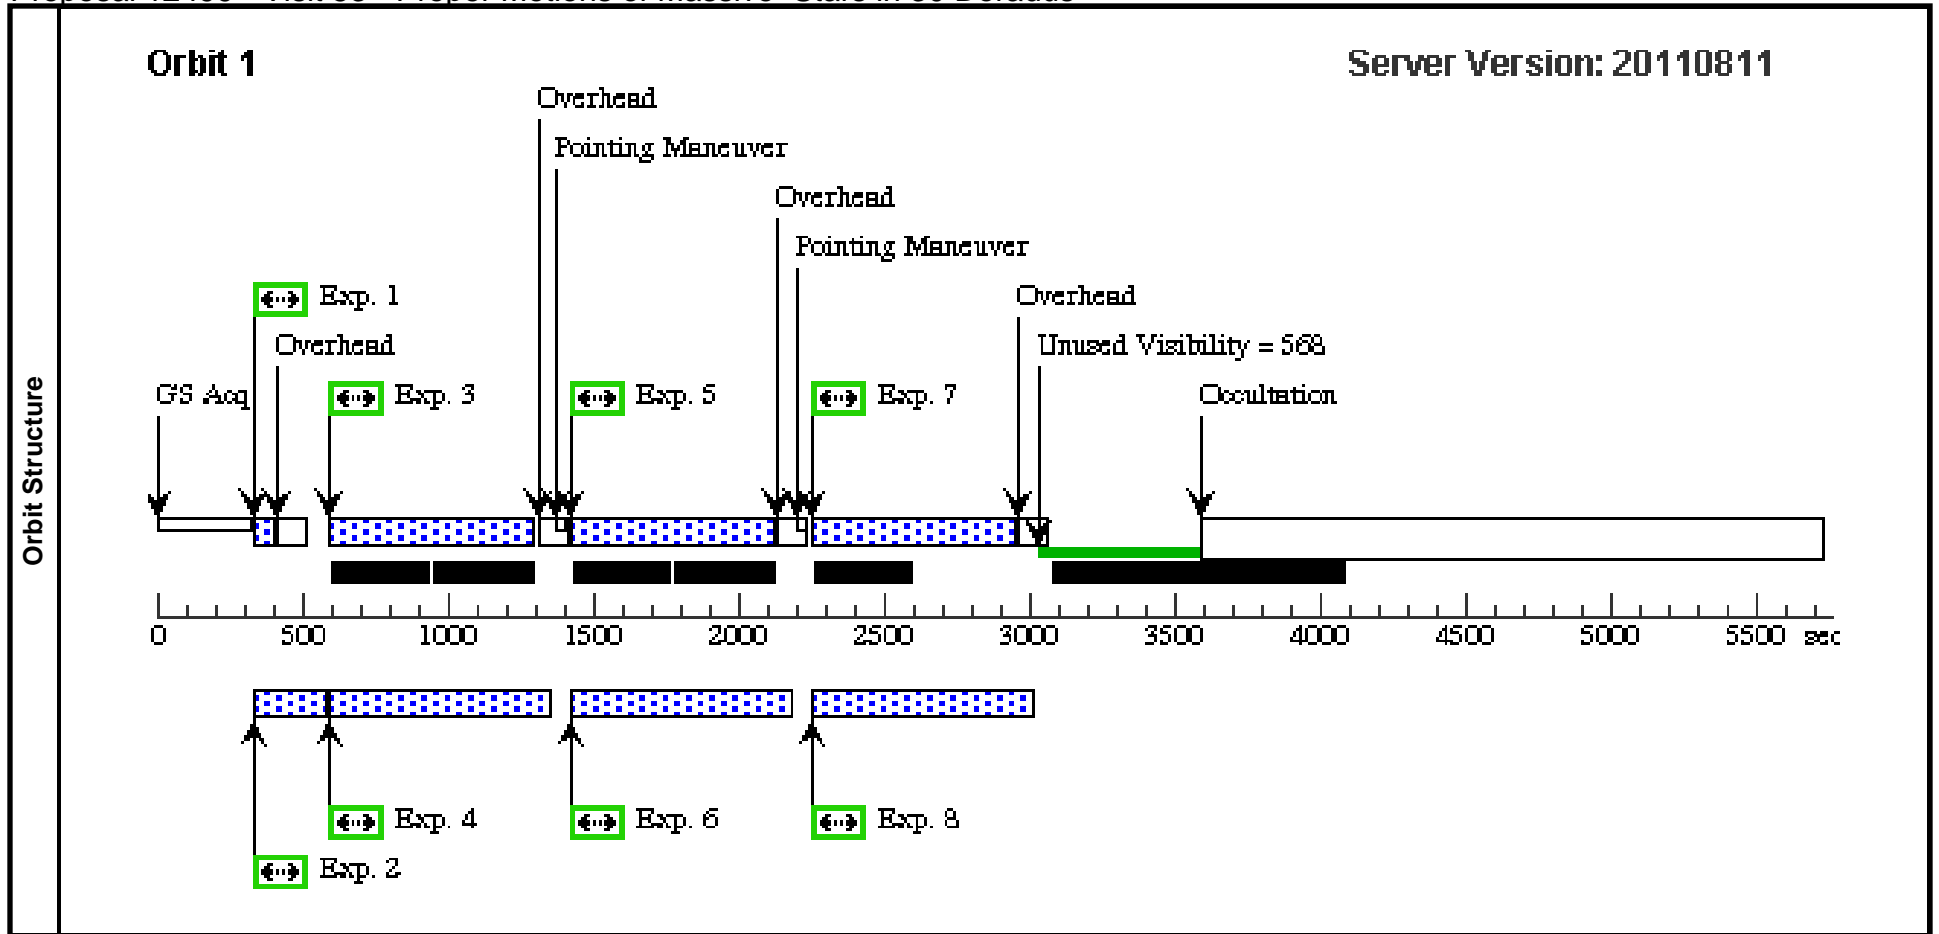 Orbit Structure
Orbit 1
Server Version: 20110811
Overhead
Pointing Maneuver
Overhead
Pointing Maneuver
Exp. 1
Overhead
Overhead
Unused Visibility = 568
GS Acq
Exp. 3
Exp. 5
Exp. 7
Occultation
0 500 1000 1500 2000 2500 3000 3500 4000 4500 5000 5500 sec
Exp. 4
Exp. 6
Exp. 8
Exp. 2